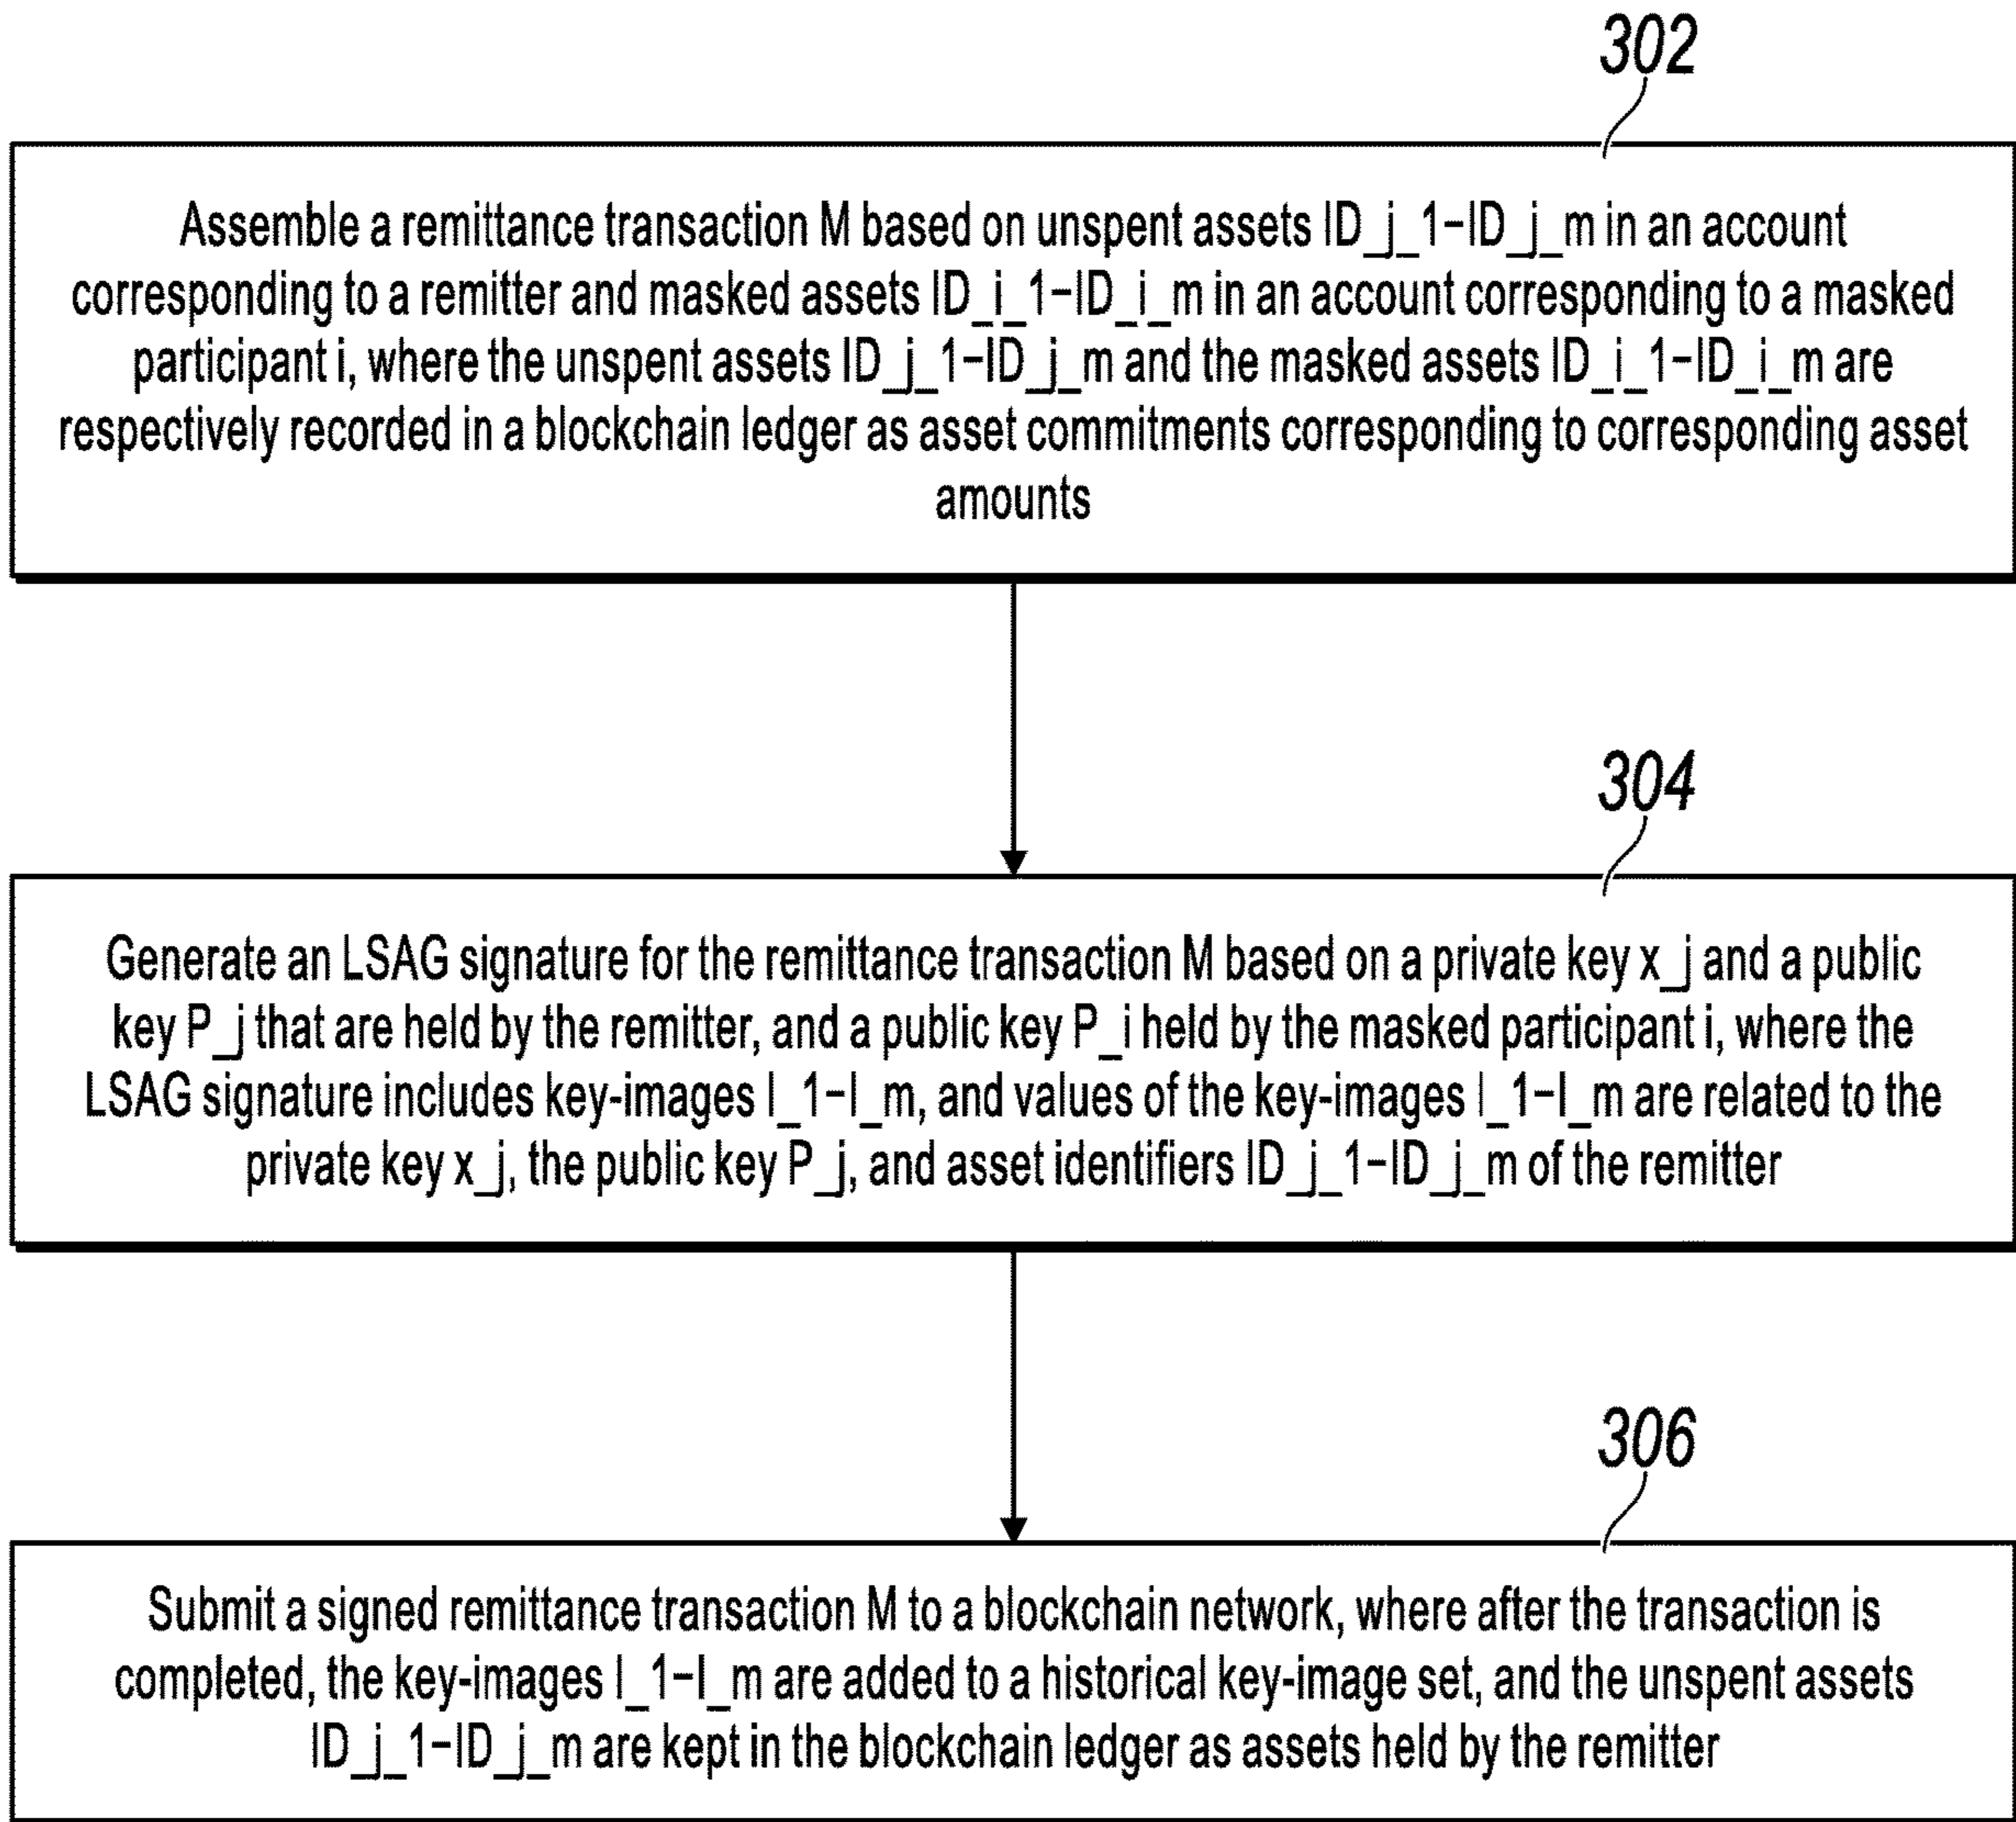 302
Assemble a remittance transaction M based on unspent assets ID_j_1–ID_j_m in an account
corresponding to a remitter and masked assets ID_i_1–ID_i_m in an account corresponding to a masked
participant i, where the unspent assets ID_j_1–ID_j_m and the masked assets ID_i_1–ID_i_m are
respectively recorded in a blockchain ledger as asset commitments corresponding to corresponding asset
amounts
304
Generate an LSAG signature for the remittance transaction M based on a private key x_j and a public
key P_j that are held by the remitter, and a public key P_i held by the masked participant i, where the
LSAG signature includes key-images I_1–I_m, and values of the key-images I_1–I_m are related to the
private key x_j, the public key P_j, and asset identifiers ID_j_1–ID_j_m of the remitter
306
Submit a signed remittance transaction M to a blockchain network, where after the transaction is
completed, the key-images I_1–I_m are added to a historical key-image set, and the unspent assets
ID_j_1–ID_j_m are kept in the blockchain ledger as assets held by the remitter